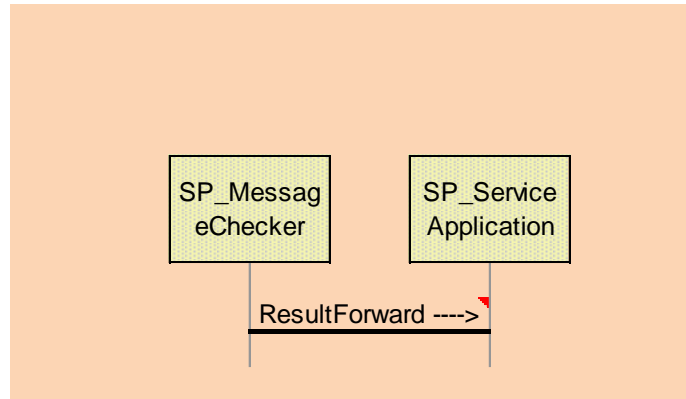 SP_Messag
eChecker
SP_Service
Application
ResultForward ---->